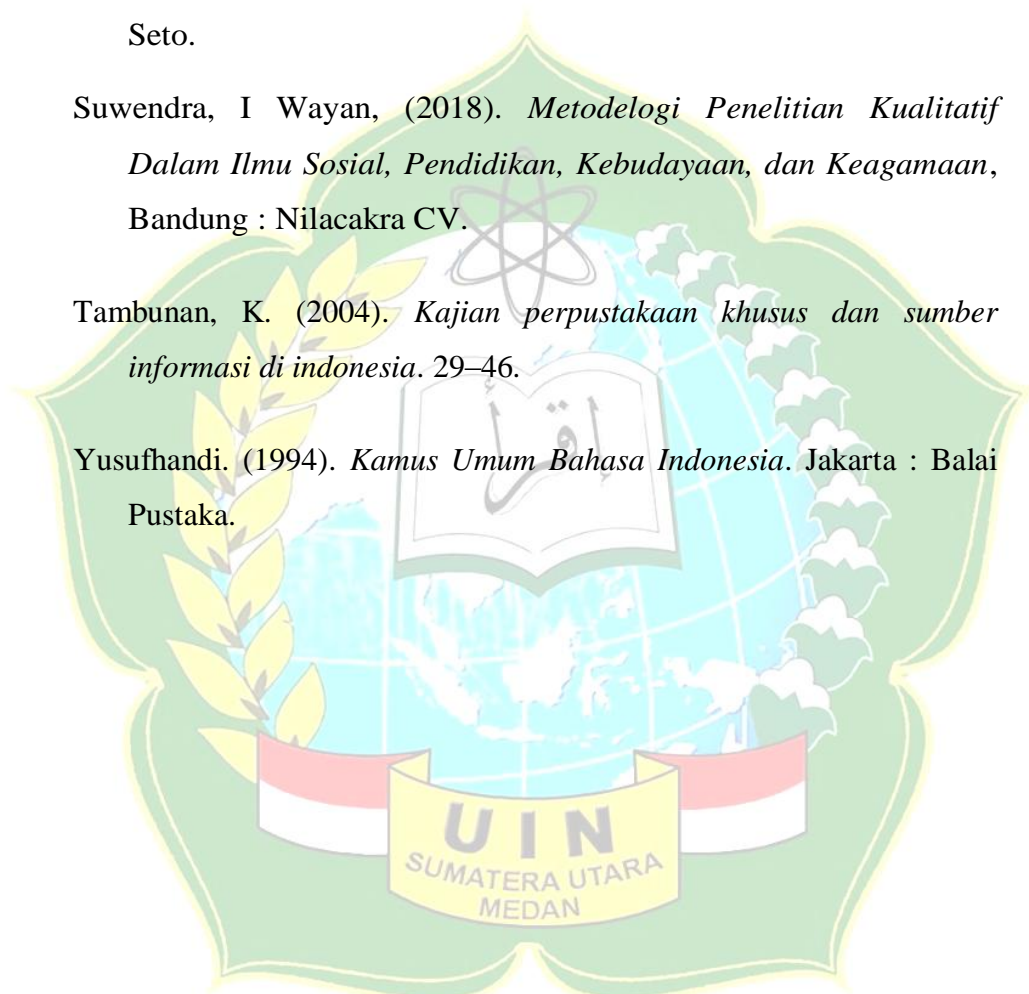 Seto.
Suwendra, I Wayan, (2018). Metodelogi Penelitian Kualitatif
Dalam Ilmu Sosial, Pendidikan, Kebudayaan, dan Keagamaan,
Bandung : Nilacakra CV.
Tambunan, K. (2004). Kajian perpustakaan khusus dan sumber
informasi di indonesia. 29–46.
إقرأ
Yusufhandi. (1994). Kamus Umum Bahasa Indonesia. Jakarta : Balai
Pustaka.
UIN
SUMATERA UTARA
MEDAN